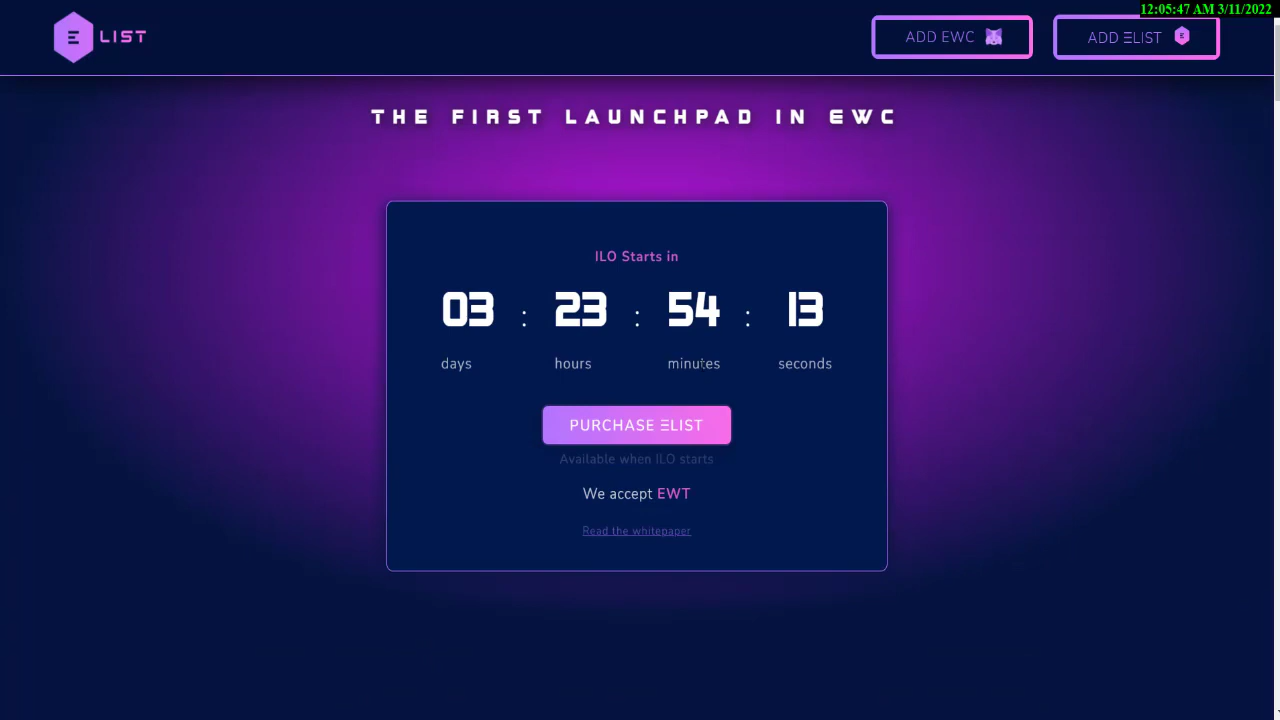 12:05:47 AM 3/11/2022
E LIST
ADD EWC
ADD ΞLIST E
THE FIRST LAUNCHPAD IN EWC
ILO Starts in
03 : 23 : 54 : 13
days hours minutes seconds
PURCHASE ΞLIST
Available when ILO starts
We accept EWT
Read the whitepaper